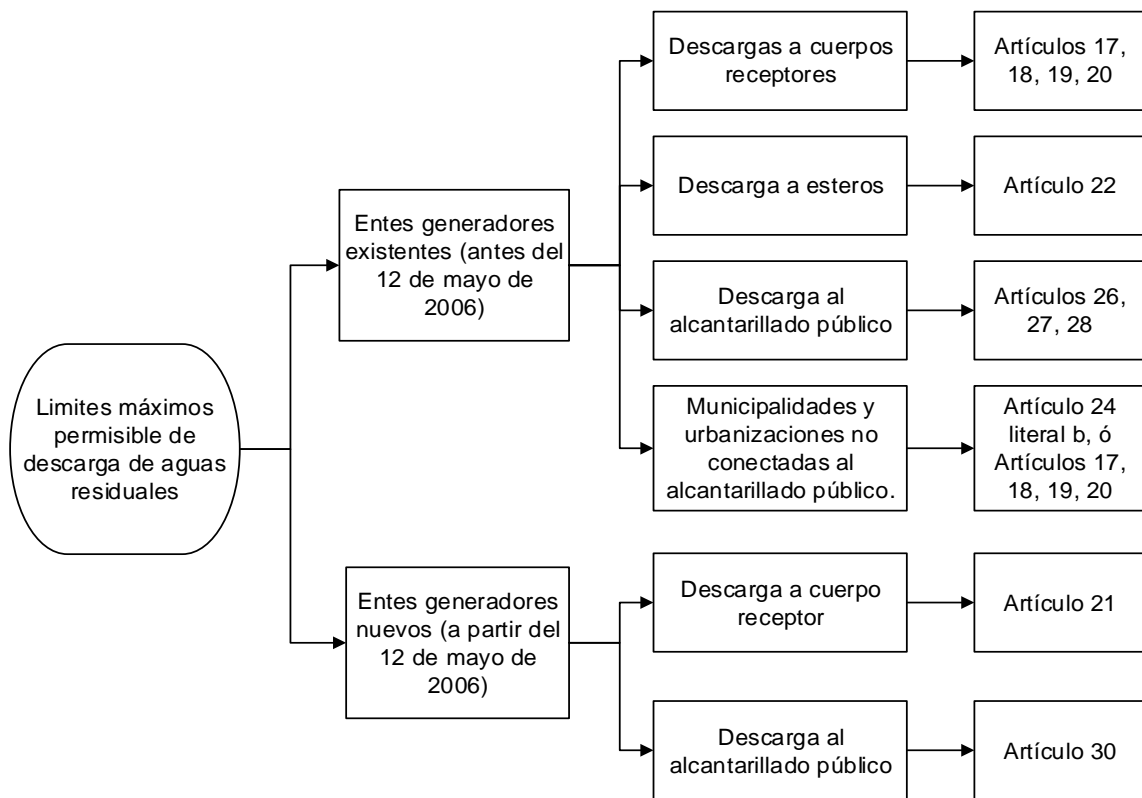 Limites máximos
permisible de
descarga de aguas
residuales
Entes generadores
existentes (antes del
12 de mayo de
2006)
Descargas a cuerpos
receptores
Artículos 17,
18, 19, 20
Descarga a esteros
Artículo 22
Descarga al
alcantarillado público
Artículos 26,
27, 28
Municipalidades y
urbanizaciones no
conectadas al
alcantarillado público.
Artículo 24
literal b, ó
Artículos 17,
18, 19, 20
Entes generadores
nuevos (a partir del
12 de mayo de
2006)
Descarga a cuerpo
receptor
Artículo 21
Descarga al
alcantarillado público
Artículo 30